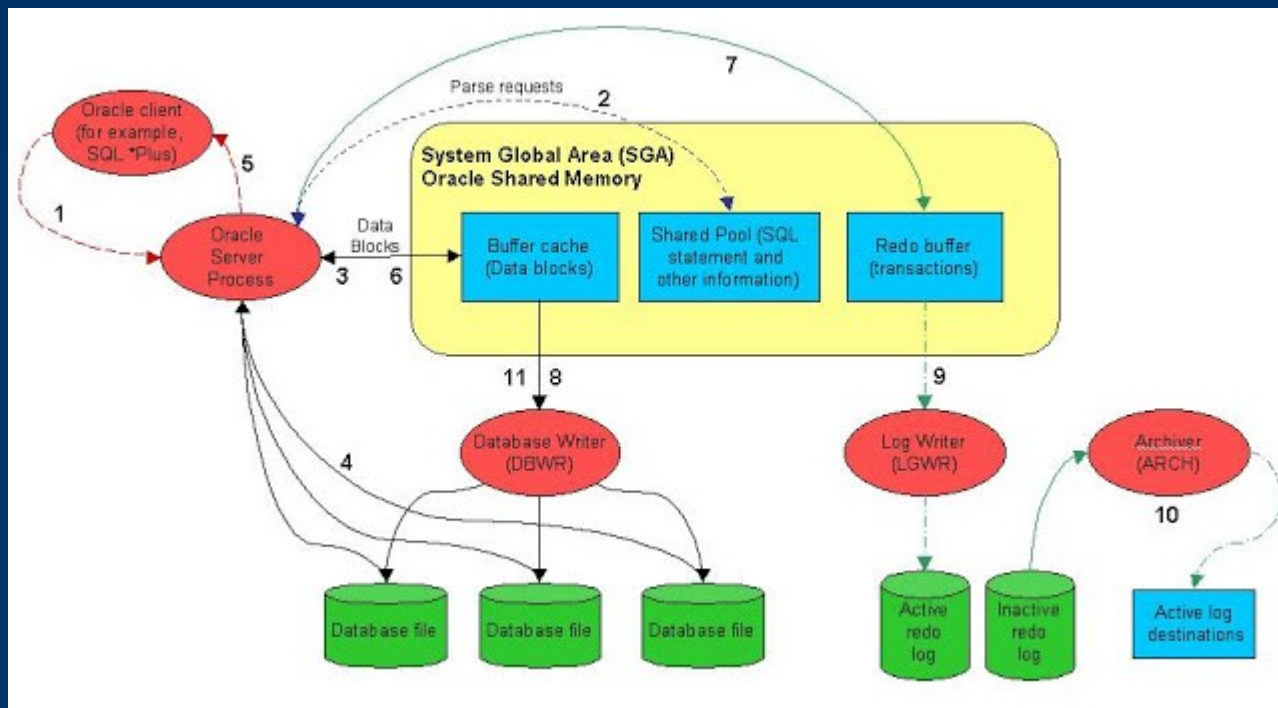 7
Parse requests
2
Oracle client
(for example,
SQL *Plus)
5
1
System Global Area (SGA)
Oracle Shared Memory
Oracle
Server
Process
Data
Blocks
3
6
Buffer cache
(Data blocks)
Shared Pool (SQL
statement and
other information)
Redo buffer
(transactions)
11
8
9
4
Database Writer
(DBWR)
Log Writer
(LGWR)
Archiver
(ARCH)
10
Database file
Database file
Database file
Active
redo
log
Inactive
redo
log
Active log
destinations